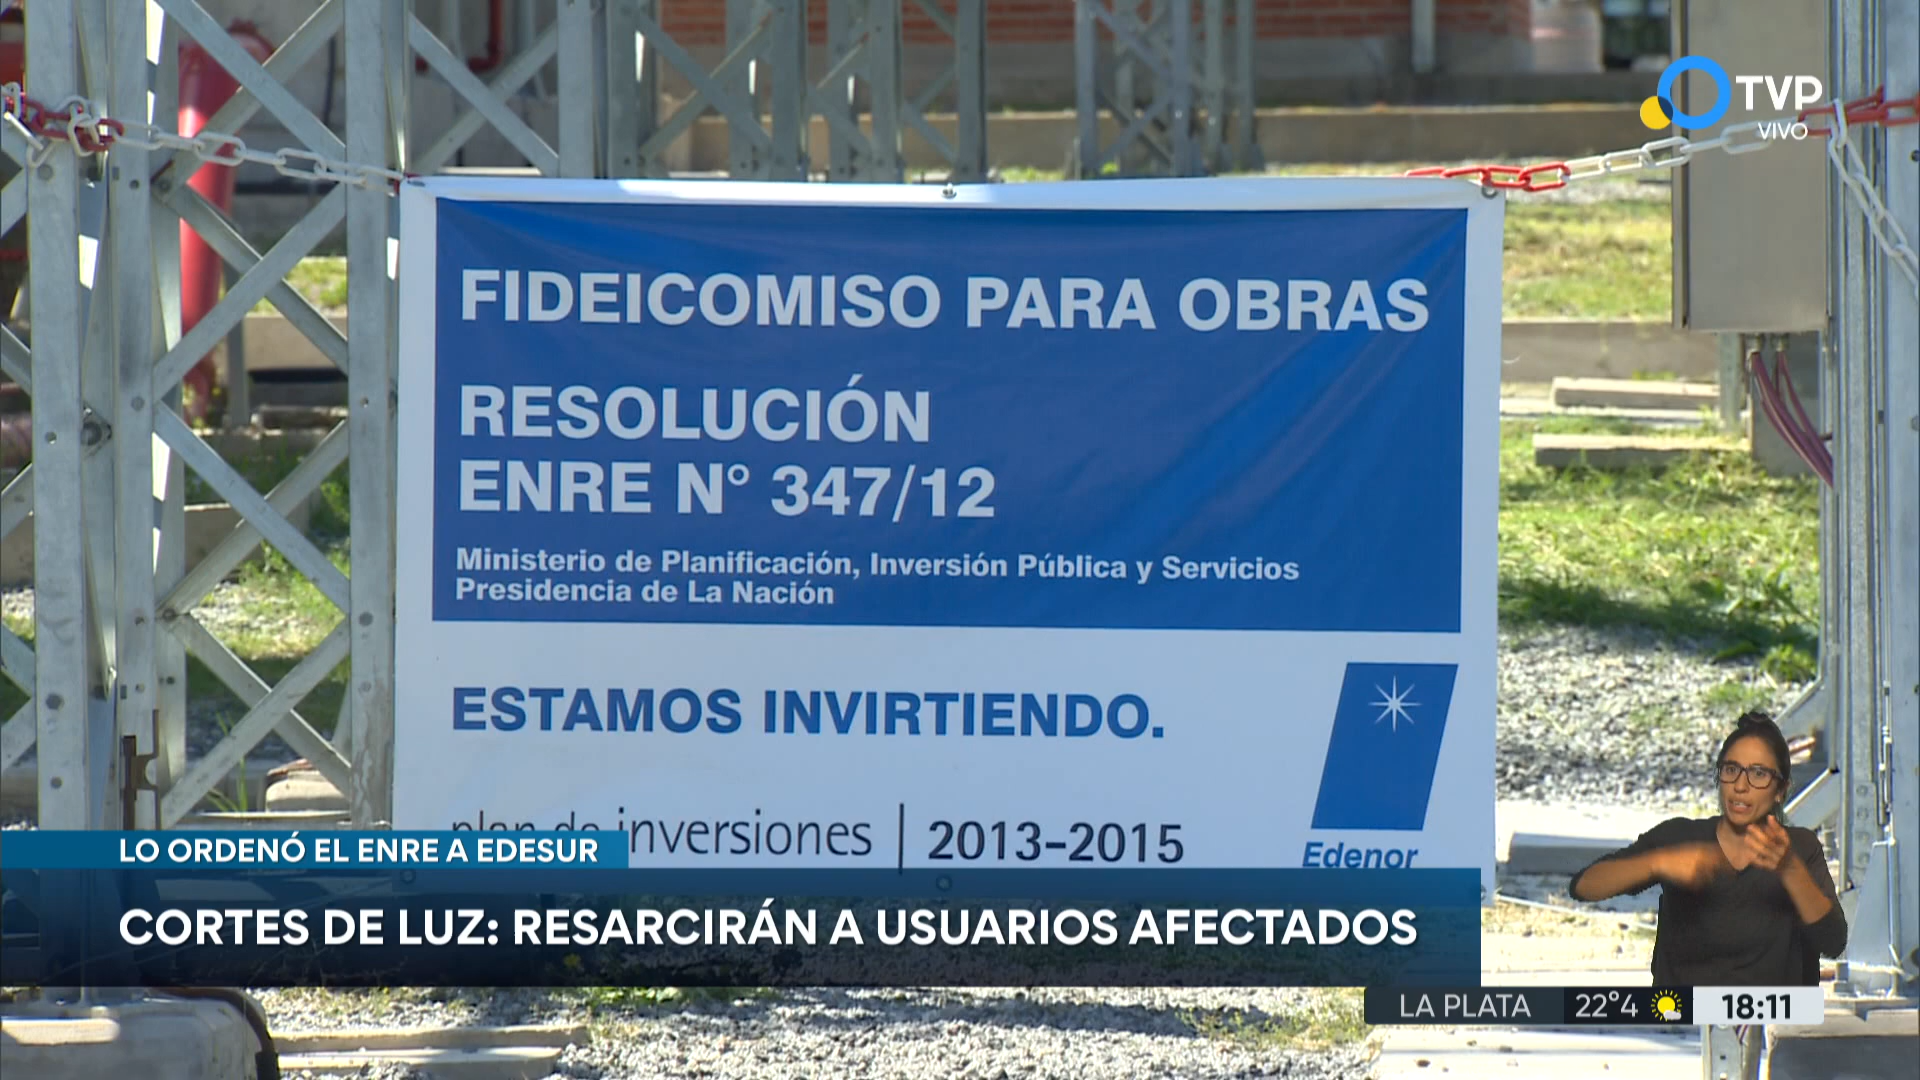 TVP
VIVO
FIDEICOMISO PARA OBRAS
RESOLUCIÓN
ENRE N° 347/12
Ministerio de Planificación, Inversión Pública y Servicios
Presidencia de La Nación
ESTAMOS INVIRTIENDO.
plan de inversiones | 2013-2015
Edenor
LO ORDENÓ EL ENRE A EDESUR
CORTES DE LUZ: RESARCIRÁN A USUARIOS AFECTADOS
LA PLATA 22°4 18:11